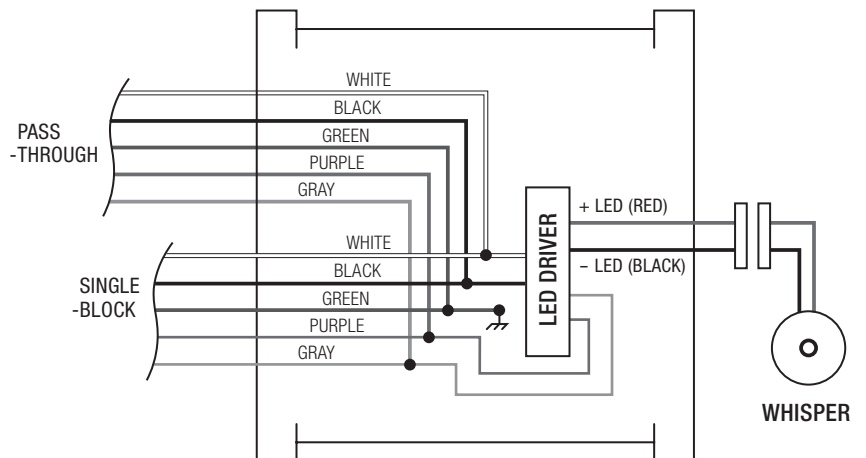 WHITE
BLACK
PASS
-THROUGH
GREEN
PURPLE
GRAY
WHITE
BLACK
SINGLE
-BLOCK
GREEN
PURPLE
GRAY
LED DRIVER
+ LED (RED)
– LED (BLACK)
WHISPER